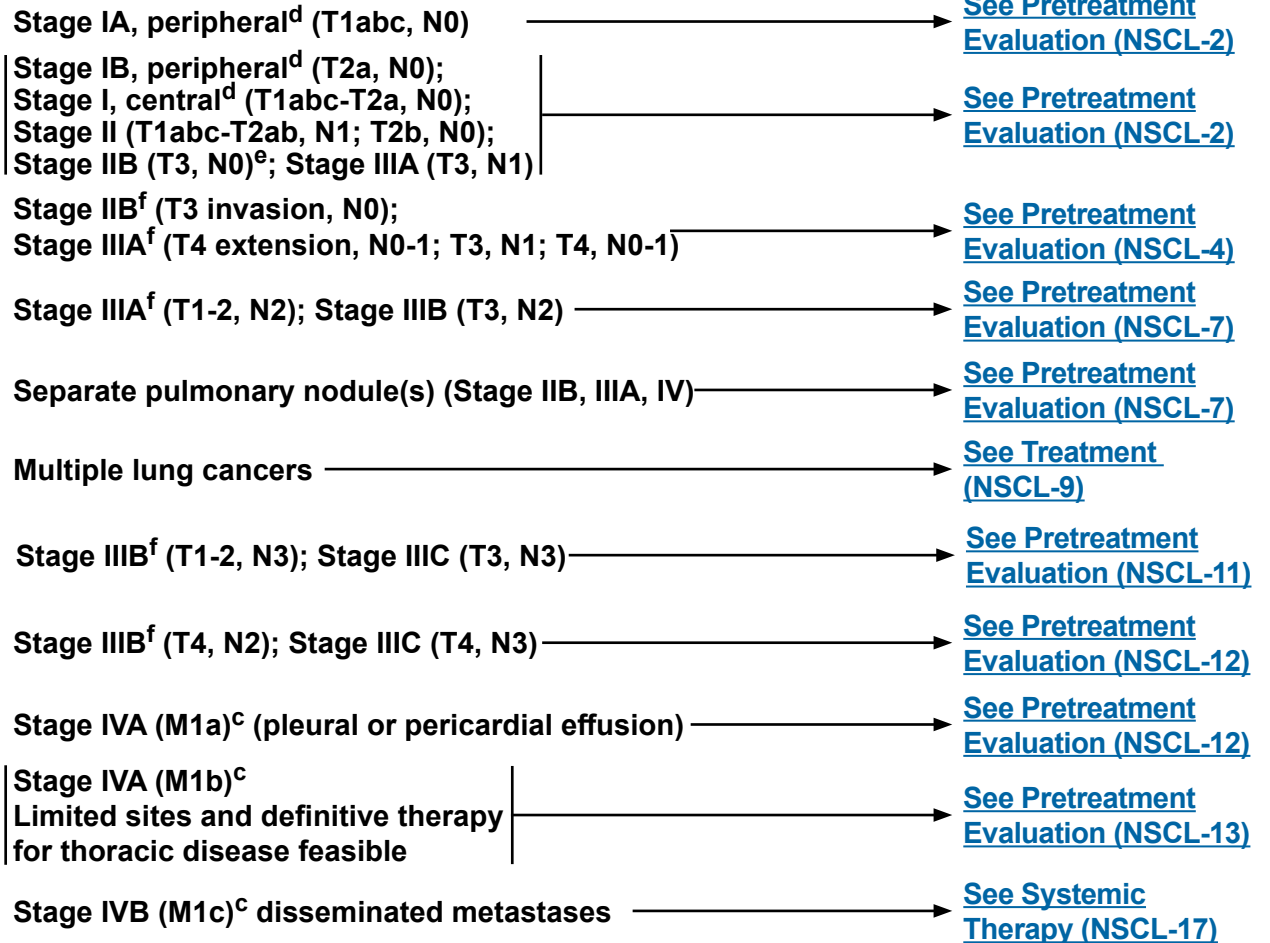 Stage IA, peripherald (T1abc, N0)
See Pretreatment
Evaluation (NSCL-2)
Stage IB, peripherald (T2a, N0);
Stage I, centrald (T1abc-T2a, N0);
Stage II (T1abc-T2ab, N1; T2b, N0);
Stage IIB (T3, N0)e; Stage IIIA (T3, N1)
See Pretreatment
Evaluation (NSCL-2)
Stage IIBf (T3 invasion, N0);
Stage IIIAf (T4 extension, N0-1; T3, N1; T4, N0-1)
See Pretreatment
Evaluation (NSCL-4)
Stage IIIAf (T1-2, N2); Stage IIIB (T3, N2)
See Pretreatment
Evaluation (NSCL-7)
Separate pulmonary nodule(s) (Stage IIB, IIIA, IV)
See Pretreatment
Evaluation (NSCL-7)
Multiple lung cancers
See Treatment
(NSCL-9)
Stage IIIBf (T1-2, N3); Stage IIIC (T3, N3)
See Pretreatment
Evaluation (NSCL-11)
Stage IIIBf (T4, N2); Stage IIIC (T4, N3)
See Pretreatment
Evaluation (NSCL-12)
Stage IVA (M1a)c (pleural or pericardial effusion)
See Pretreatment
Evaluation (NSCL-12)
Stage IVA (M1b)c
Limited sites and definitive therapy
for thoracic disease feasible
See Pretreatment
Evaluation (NSCL-13)
Stage IVB (M1c)c disseminated metastases
See Systemic
Therapy (NSCL-17)